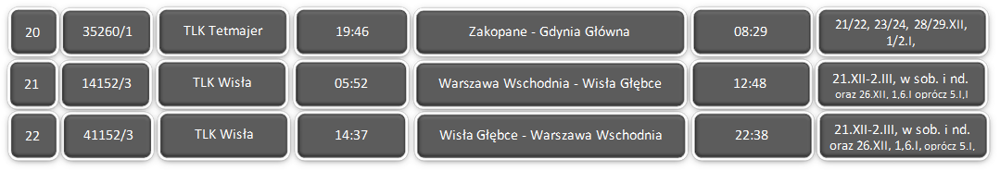 20 35260/1 TLK Tetmajer 19:46 Zakopane - Gdynia Główna 08:29 21/22, 23/24, 28/29.XII,
1/2.I,
21 14152/3 TLK Wisła 05:52 Warszawa Wschodnia - Wisła Głębce 12:48 21.XII-2.III, w sob. i nd.
oraz 26.XII, 1,6.I oprócz 5.I,I
22 41152/3 TLK Wisła 14:37 Wisła Głębce - Warszawa Wschodnia 22:38 21.XII-2.III, w sob. i nd.
oraz 26.XII, 1,6.I, oprócz 5.I,